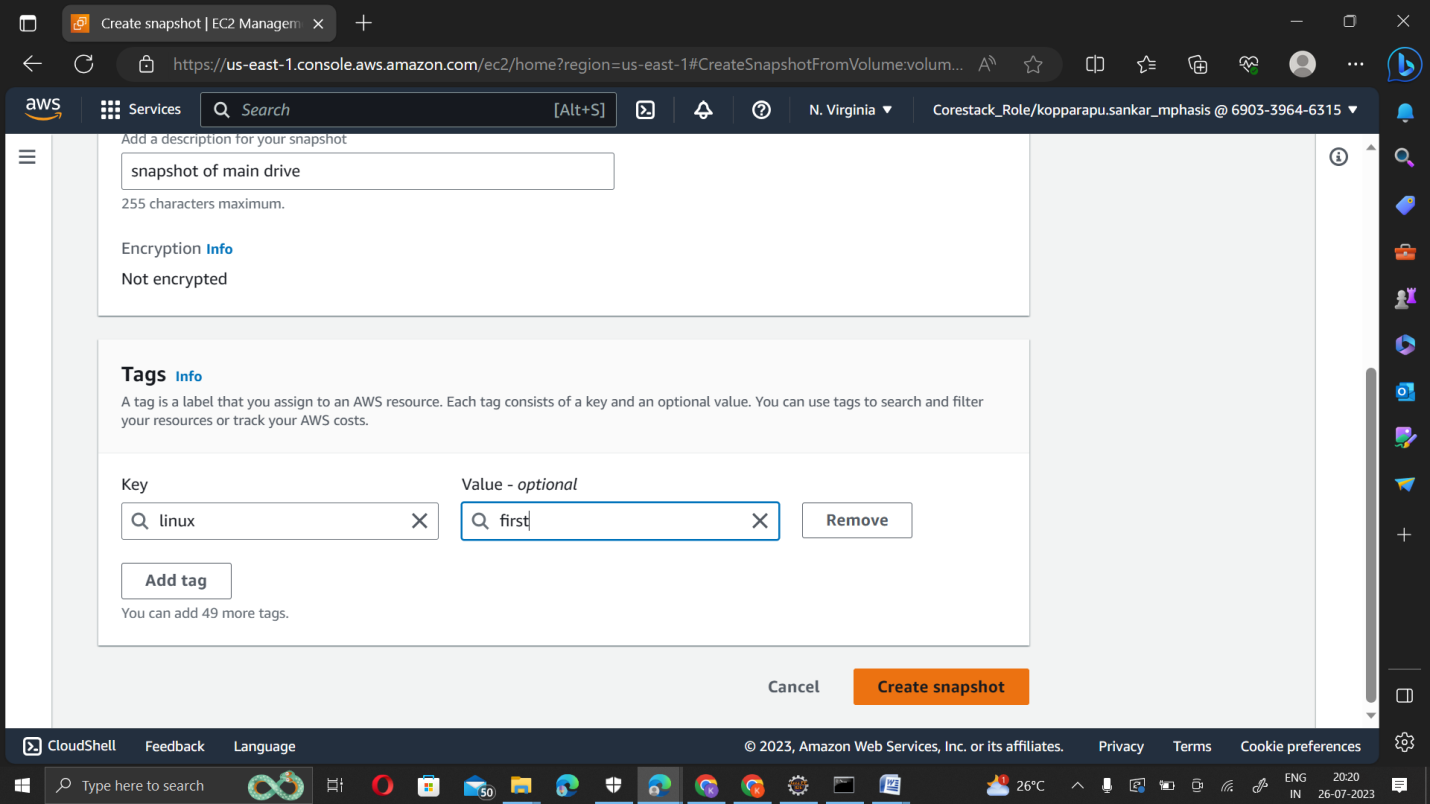 Create snapshot | EC2 Managem
https://us-east-1.console.aws.amazon.com/ec2/home?region=us-east-1#CreateSnapshotFromVolume:volum...
aws
Services
Search
[Alt+S]
N. Virginia
Corestack_Role/kopparapu.sankar_mphasis @ 6903-3964-6315
Add a description for your snapshot
snapshot of main drive
255 characters maximum.
Encryption Info
Not encrypted
Tags Info
A tag is a label that you assign to an AWS resource. Each tag consists of a key and an optional value. You can use tags to search and filter
your resources or track your AWS costs.
Key
Value - optional
linux
first
Remove
Add tag
You can add 49 more tags.
Cancel
Create snapshot
CloudShell
Feedback
Language
© 2023, Amazon Web Services, Inc. or its affiliates.
Privacy
Terms
Cookie preferences
Type here to search
50
K
K
1
26°C
ENG
IN
20:20
26-07-2023